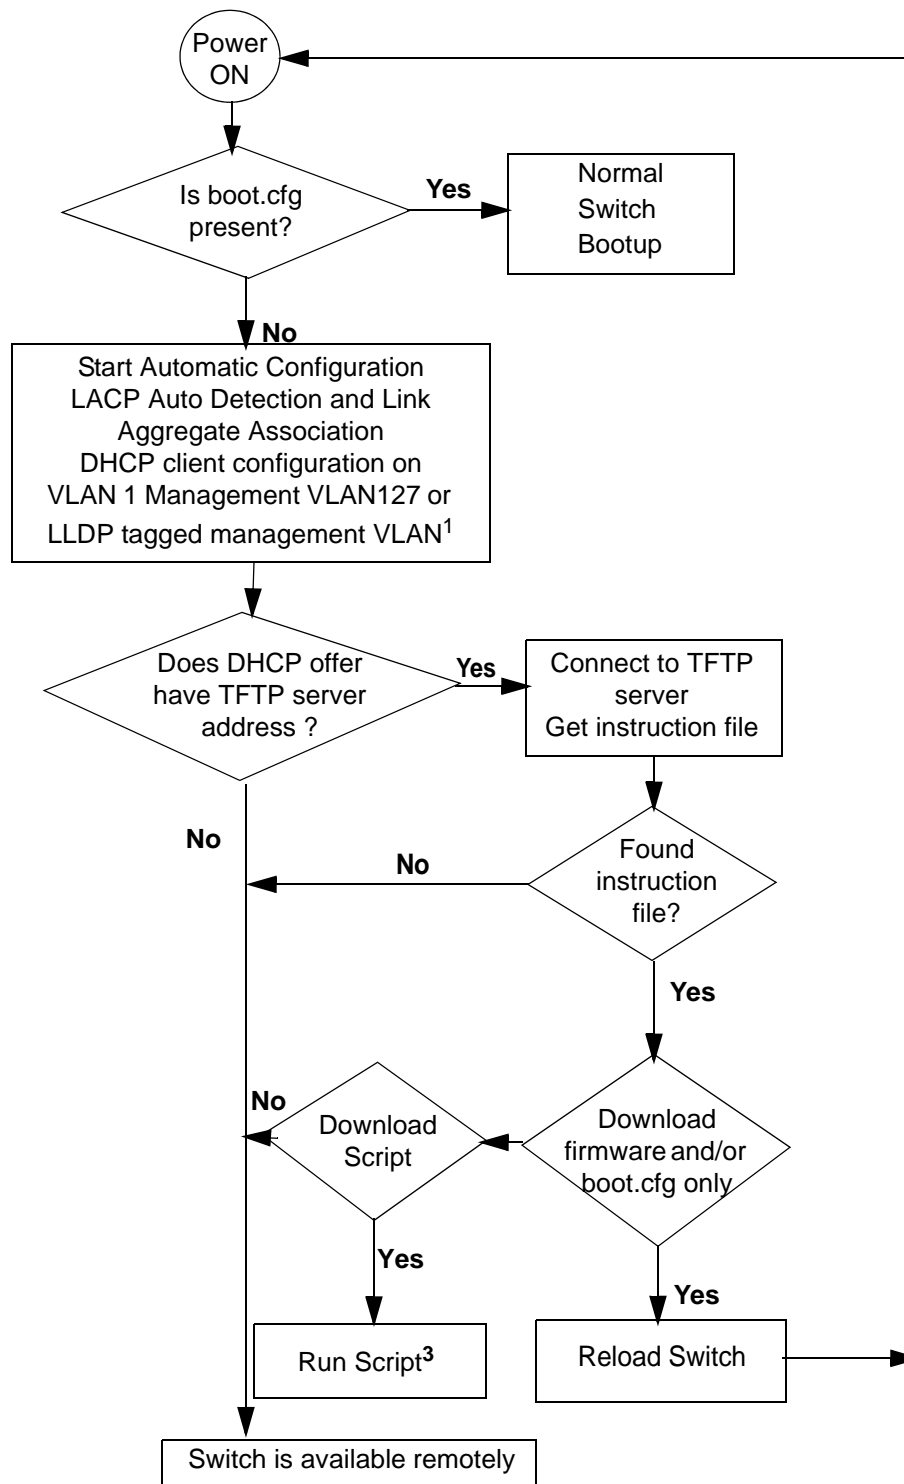 Power
ON
Is boot.cfg
present?
Yes
Normal
Switch
Bootup
No
Start Automatic Configuration
LACP Auto Detection and Link
Aggregate Association
DHCP client configuration on
VLAN 1 Management VLAN127 or
LLDP tagged management VLAN1
Does DHCP offer
have TFTP server
address ?
Yes
Connect to TFTP
server
Get instruction file
No
No
Found
instruction
file?
Yes
No
Download
Script
Download
firmware and/or
boot.cfg only
Yes
Yes
Run Script3
Reload Switch
Switch is available remotely